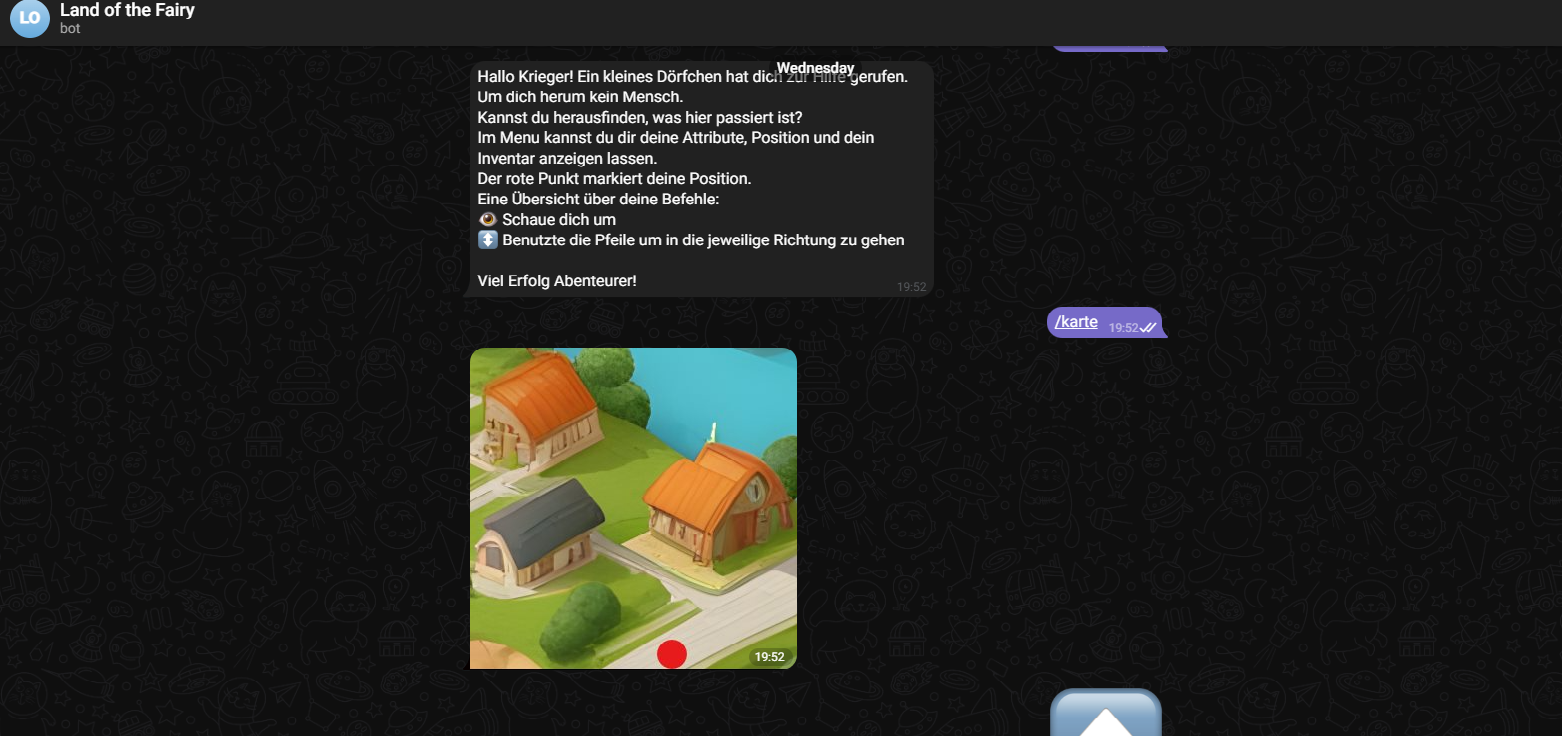 LO
Land of the Fairy
bot
Wednesday
Hallo Krieger! Ein kleines Dörfchen hat dich zur Hilfe gerufen.
Um dich herum kein Mensch.
Kannst du herausfinden, was hier passiert ist?
Im Menu kannst du dir deine Attribute, Position und dein
Inventar anzeigen lassen.
Der rote Punkt markiert deine Position.
Eine Übersicht über deine Befehle:
👁 Schaue dich um
↕️ Benutzte die Pfeile um in die jeweilige Richtung zu gehen
Viel Erfolg Abenteurer!
19:52
/karte 19:52
19:52